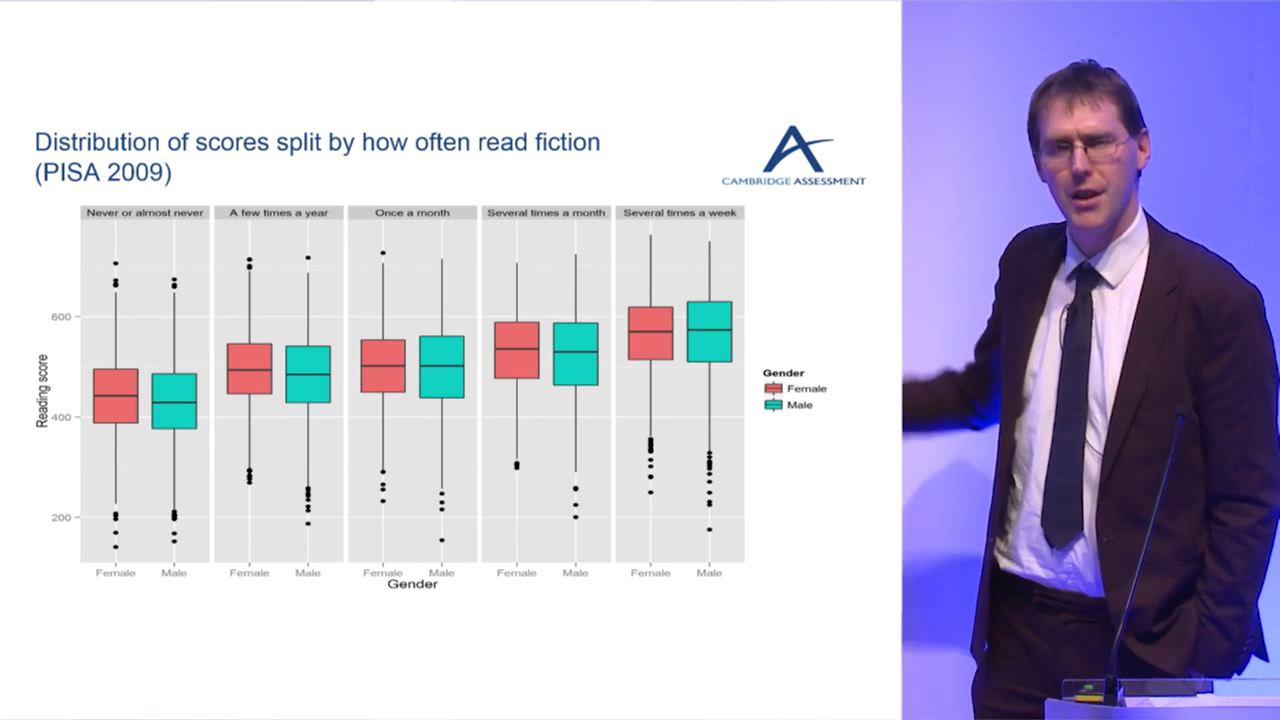 Distribution of scores split by how often read fiction
(PISA 2009)
CAMBRIDGE ASSESSMENT
Never or almost never
A few times a year
Once a month
Several times a month
Several times a week
Reading score
600
400
200
Female
Male
Female
Male
Female
Male
Female
Male
Female
Male
Gender
Gender
Female
Male